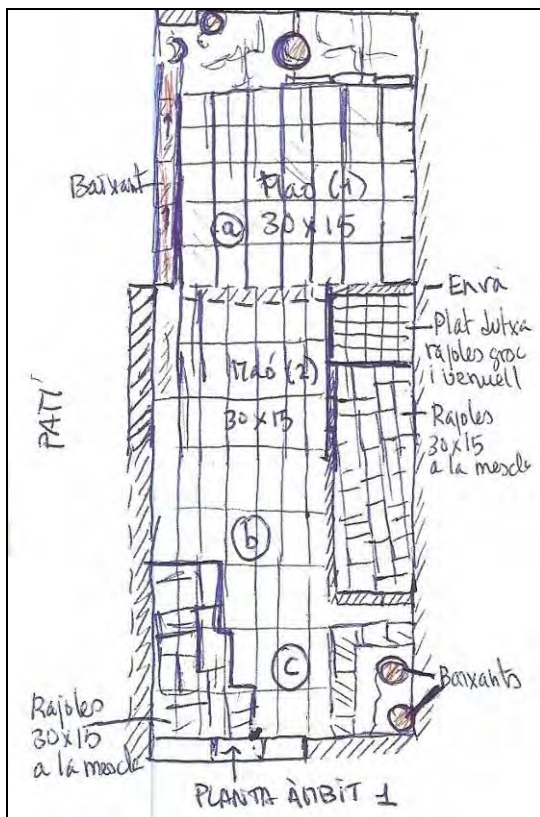 Baixant
Maó (1)
a 30x15
Envà
Plat dutxa
rajoles groc
i vermell
Maó (2)
30x15
Rajoles
30x15
a la mescla
PATI
b
c
Baixants
Rajoles
30x15
a la mescla
PLANTA ÀMBIT 1